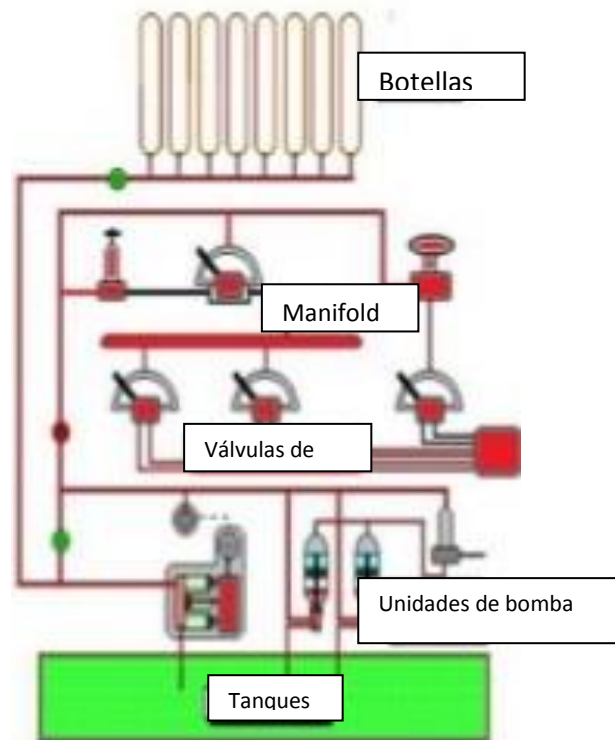 Botellas
Manifold
Válvulas de
Unidades de bomba
Tanques